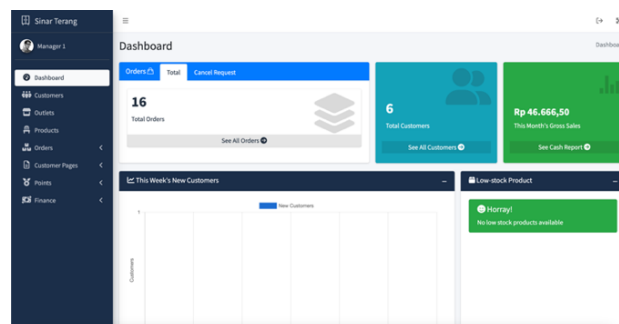 Sinar Terang
Manager 1
Dashboard
Customers
Outlets
Products
Orders
Customer Pages
Points
Finance
Dashboard
Orders
Total
Cancel Request
16
Total Orders
See All Orders
6
Total Customers
See All Customers
Rp 46.666,50
This Month's Gross Sales
See Cash Report
This Week's New Customers
New Customers
1
Customers
Low-stock Product
Horray!
No low stock products available